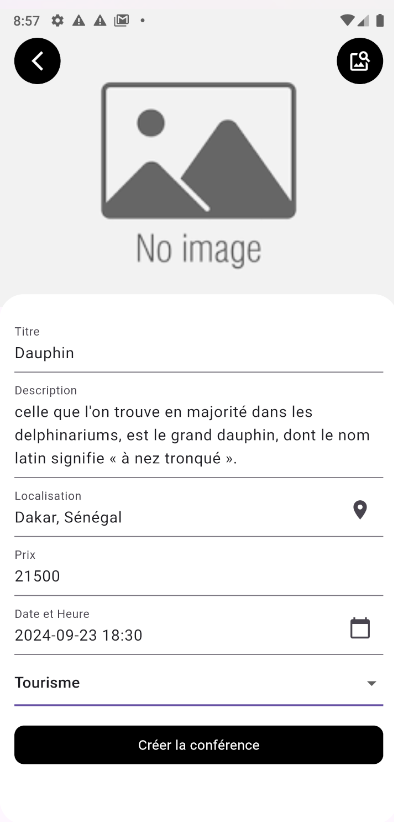 8:57
No image
Titre
Dauphin
Description
celle que l'on trouve en majorité dans les
delphinariums, est le grand dauphin, dont le nom
latin signifie « à nez tronqué ».
Localisation
Dakar, Sénégal
Prix
21500
Date et Heure
2024-09-23 18:30
Tourisme
Créer la conférence